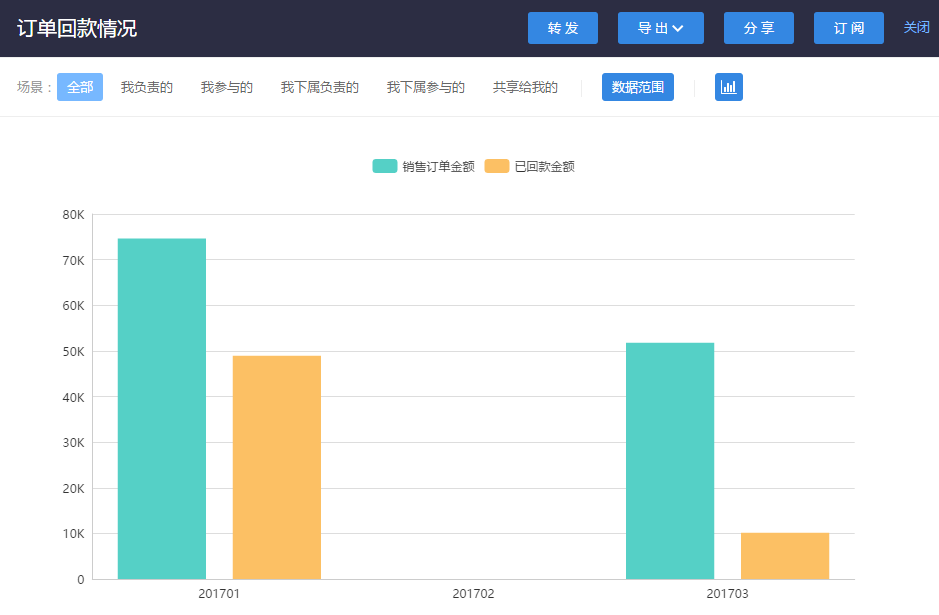 订单回款情况 转 发 导 出 分 享 订 阅 关闭
场景： 全部 我负责的 我参与的 我下属负责的 我下属参与的 共享给我的 数据范围
销售订单金额 已回款金额
80K
70K
60K
50K
40K
30K
20K
10K
0
201701 201702 201703